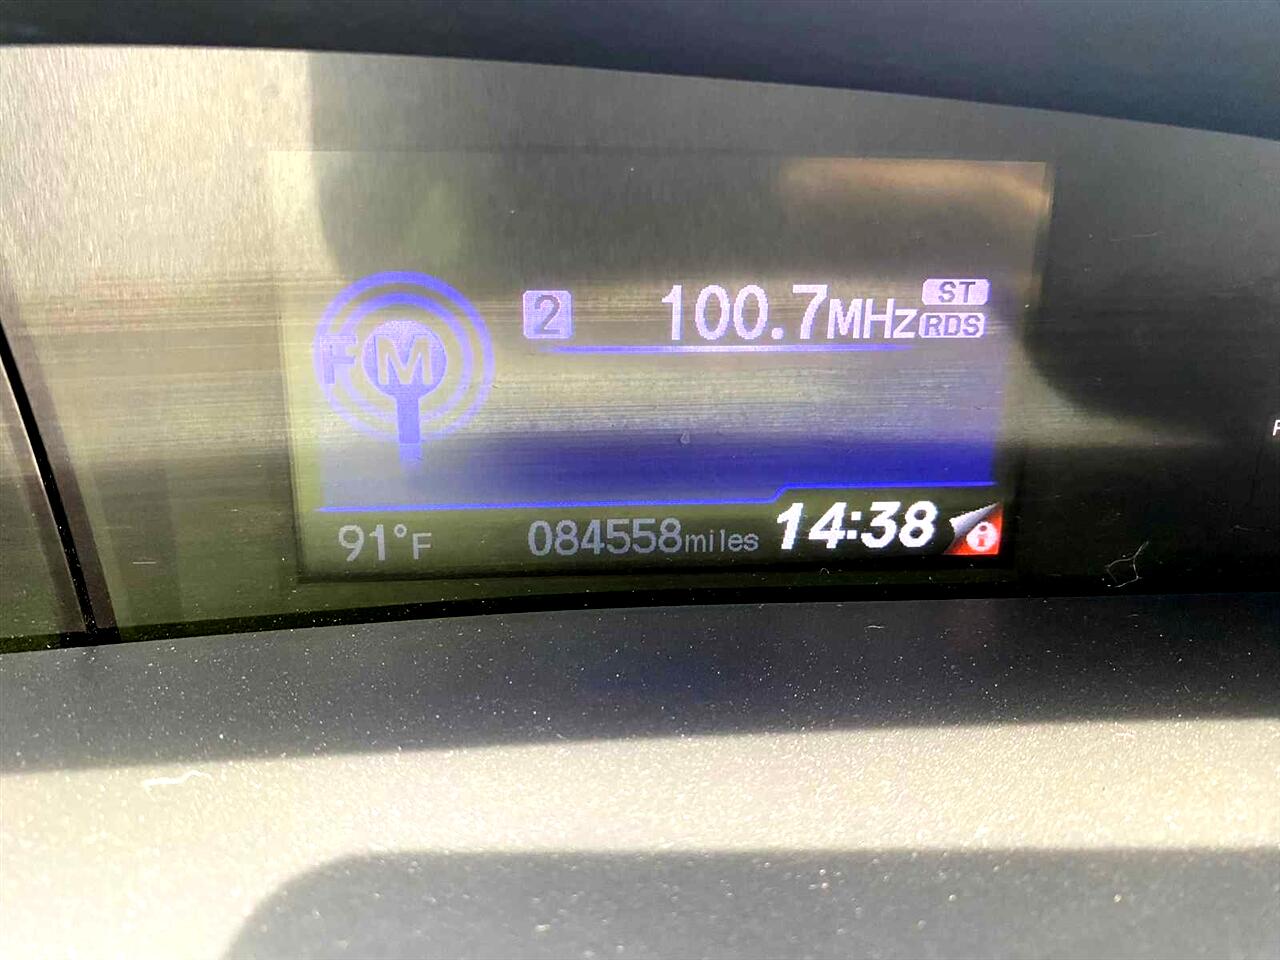 2 100.7MHz ST
FM RDS
91°F 084558miles 14:38 i